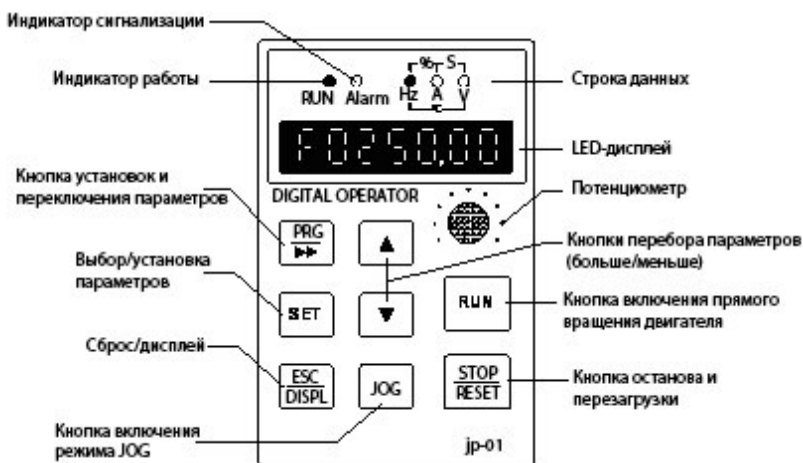 Индикатор сигнализации
Индикатор работы
RUN Alarm
% S
Hz A V
Строка данных
F0250.00
LED-дисплей
Кнопка установок и
переключения параметров
DIGITAL OPERATOR
Потенциометр
PRG
Кнопки перебора параметров
(больше/меньше)
Выбор/установка
параметров
SET
RUN
Кнопка включения прямого
вращения двигателя
Сброс/дисплей
ESC
DISPL
JOG
STOP
RESET
Кнопка останова и
перезагрузки
Кнопка включения
режима JOG
jp-01